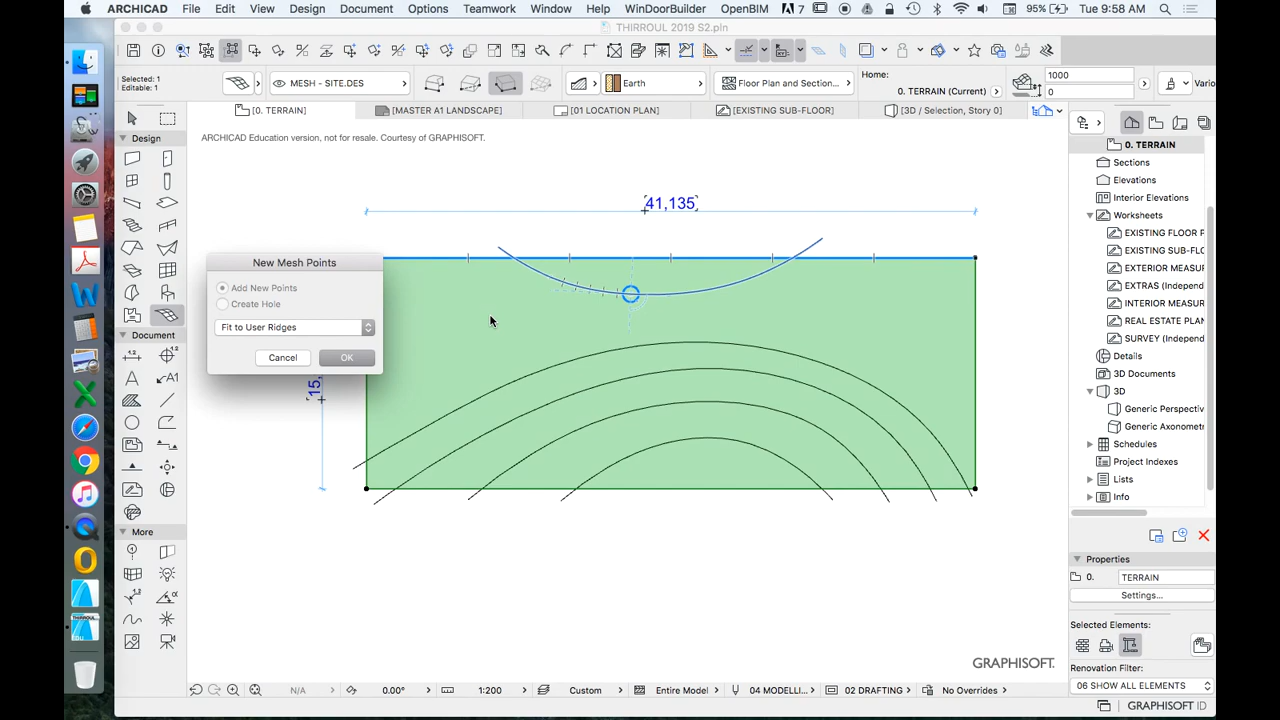 ARCHICAD File Edit View Design Document Options Teamwork Window Help WinDoorBuilder OpenBIM 7 95% Tue 9:58 AM
THIRROUL 2019 S2.pln
Selected: 1
Editable: 1
MESH - SITE.DES
Earth
Floor Plan and Section...
Home:
0. TERRAIN (Current)
1000
0
Vario
[0. TERRAIN]
[MASTER A1 LANDSCAPE]
[01 LOCATION PLAN]
[EXISTING SUB-FLOOR]
[3D / Selection, Story 0]
ARCHICAD Education version, not for resale. Courtesy of GRAPHISOFT.
Design
Document
More
41,135
15,
New Mesh Points
Add New Points
Create Hole
Fit to User Ridges
Cancel
OK
0. TERRAIN
Sections
Elevations
Interior Elevations
Worksheets
EXISTING FLOOR P
EXISTING SUB-FLO
EXTERIOR MEASUR
EXTRAS (Independ
INTERIOR MEASUR
REAL ESTATE PLAN
SURVEY (Independ
Details
3D Documents
3D
Generic Perspectiv
Generic Axonomet
Schedules
Project Indexes
Lists
Info
Properties
0.
TERRAIN
Settings...
Selected Elements:
Renovation Filter:
06 SHOW ALL ELEMENTS
GRAPHISOFT.
N/A
0.00°
1:200
Custom
Entire Model
04 MODELLI...
02 DRAFTING
No Overrides
GRAPHISOFT ID